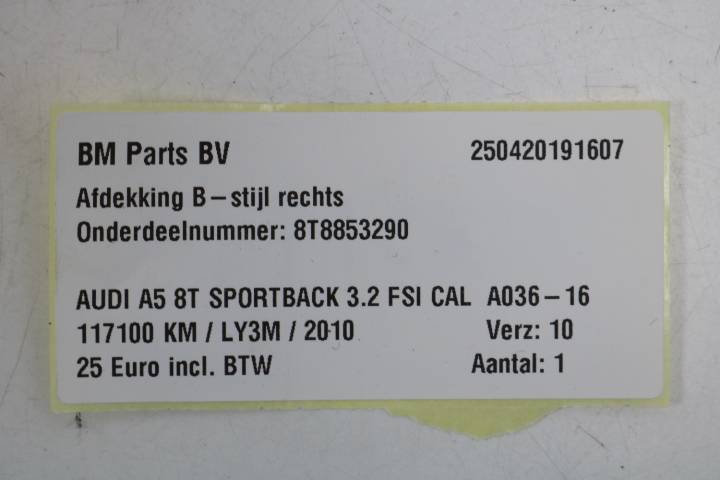 BM Parts BV 250420191607
Afdekking B-stijl rechts
Onderdeelnummer: 8T8853290
AUDI A5 8T SPORTBACK 3.2 FSI CAL A036-16
117100 KM / LY3M / 2010 Verz: 10
25 Euro incl. BTW Aantal: 1